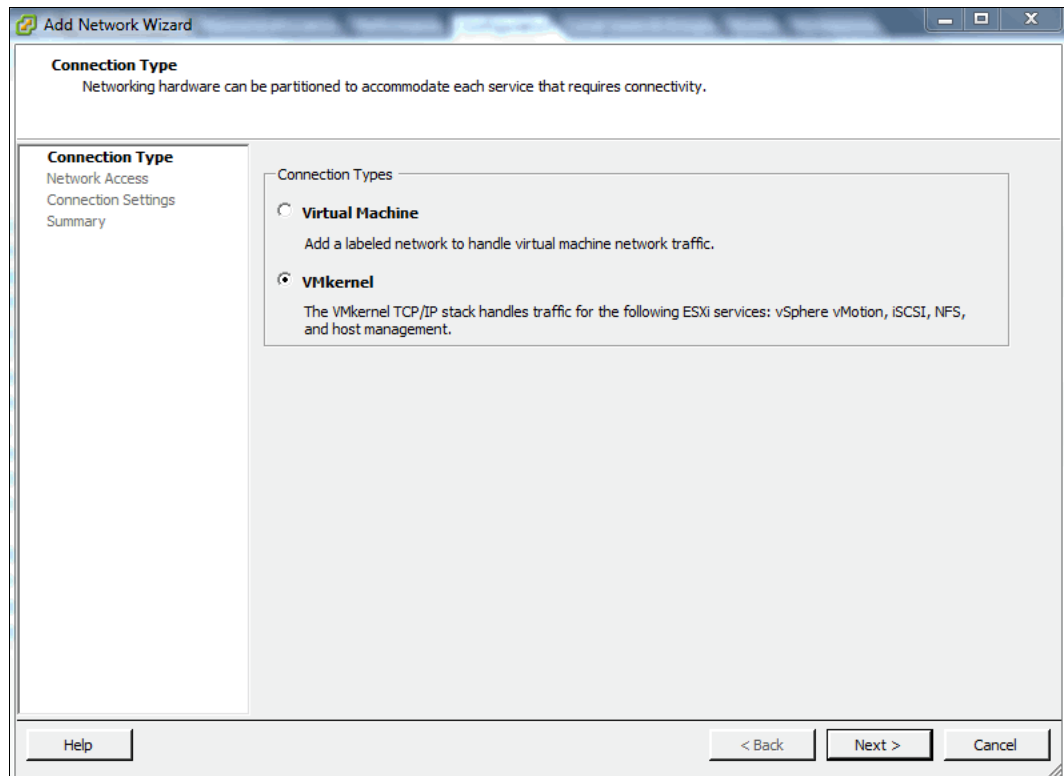 Add Network Wizard
Connection Type
Networking hardware can be partitioned to accommodate each service that requires connectivity.
Connection Type
Network Access
Connection Settings
Summary
Connection Types
Virtual Machine
Add a labeled network to handle virtual machine network traffic.
VMkernel
The VMkernel TCP/IP stack handles traffic for the following ESXi services: vSphere vMotion, iSCSI, NFS,
and host management.
Help
< Back
Next >
Cancel